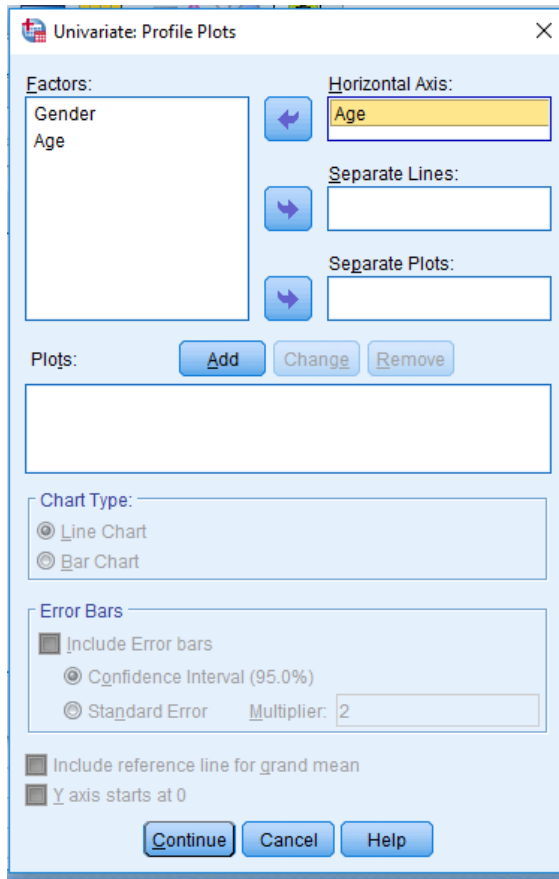 Univariate: Profile Plots
Factors:
Gender
Age
Horizontal Axis:
Age
Separate Lines:
Separate Plots:
Plots:
Add Change Remove
Chart Type:
Line Chart
Bar Chart
Error Bars
Include Error bars
Confidence Interval (95.0%)
Standard Error Multiplier: 2
Include reference line for grand mean
Y axis starts at 0
Continue Cancel Help